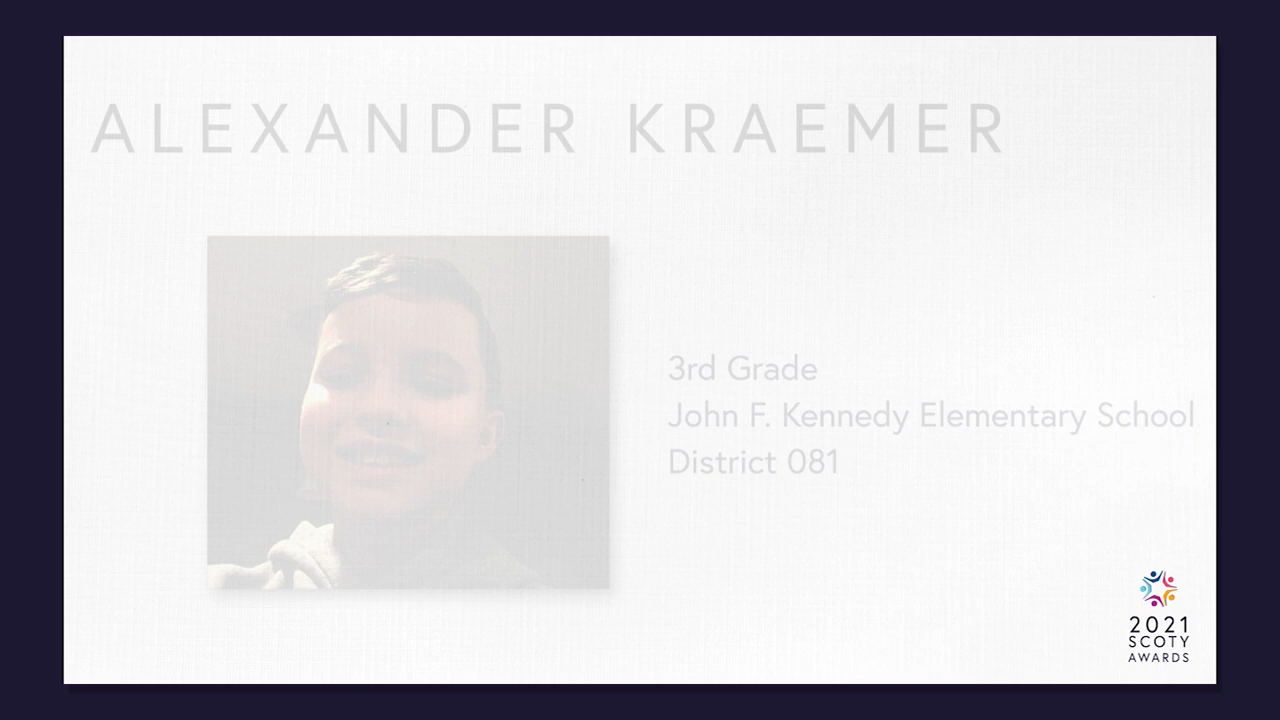 ALEXANDER KRAEMER
3rd Grade
John F. Kennedy Elementary School
District 081
2021
SCOTY
AWARDS